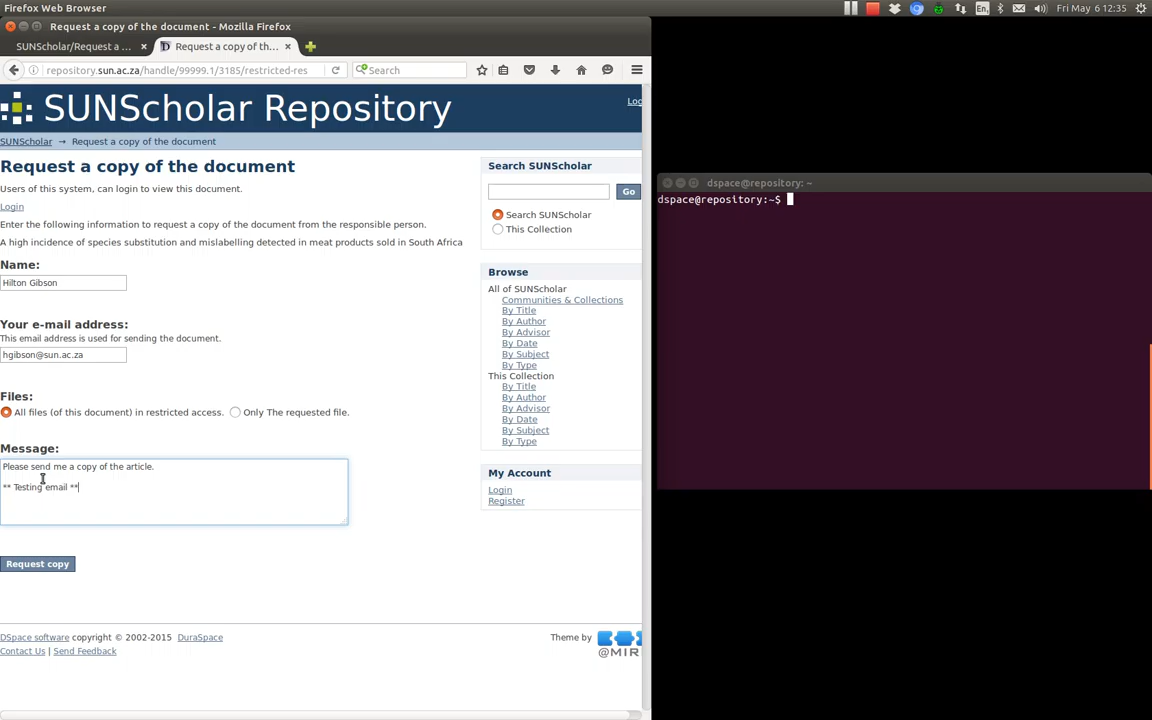 Firefox Web Browser
En
Fri May 6 12:35
Request a copy of the document - Mozilla Firefox
SUNScholar/Request a ...
Request a copy of th...
repository.sun.ac.za/handle/99999.1/3185/restricted-res
Search
SUNScholar Repository
Log
SUNScholar → Request a copy of the document
Request a copy of the document
Users of this system, can login to view this document.
Login
Enter the following information to request a copy of the document from the responsible person.
A high incidence of species substitution and mislabelling detected in meat products sold in South Africa
Name:
Hilton Gibson
Your e-mail address:
This email address is used for sending the document.
hgibson@sun.ac.za
Files:
All files (of this document) in restricted access.
Only The requested file.
Message:
Please send me a copy of the article.
** Testing email **
Request copy
Search SUNScholar
Go
Search SUNScholar
This Collection
Browse
All of SUNScholar
Communities & Collections
By Title
By Author
By Advisor
By Date
By Subject
By Type
This Collection
By Title
By Author
By Advisor
By Date
By Subject
By Type
My Account
Login
Register
DSpace software copyright © 2002-2015 DuraSpace
Contact Us | Send Feedback
Theme by
@MIR
dspace@repository: ~
dspace@repository:~$